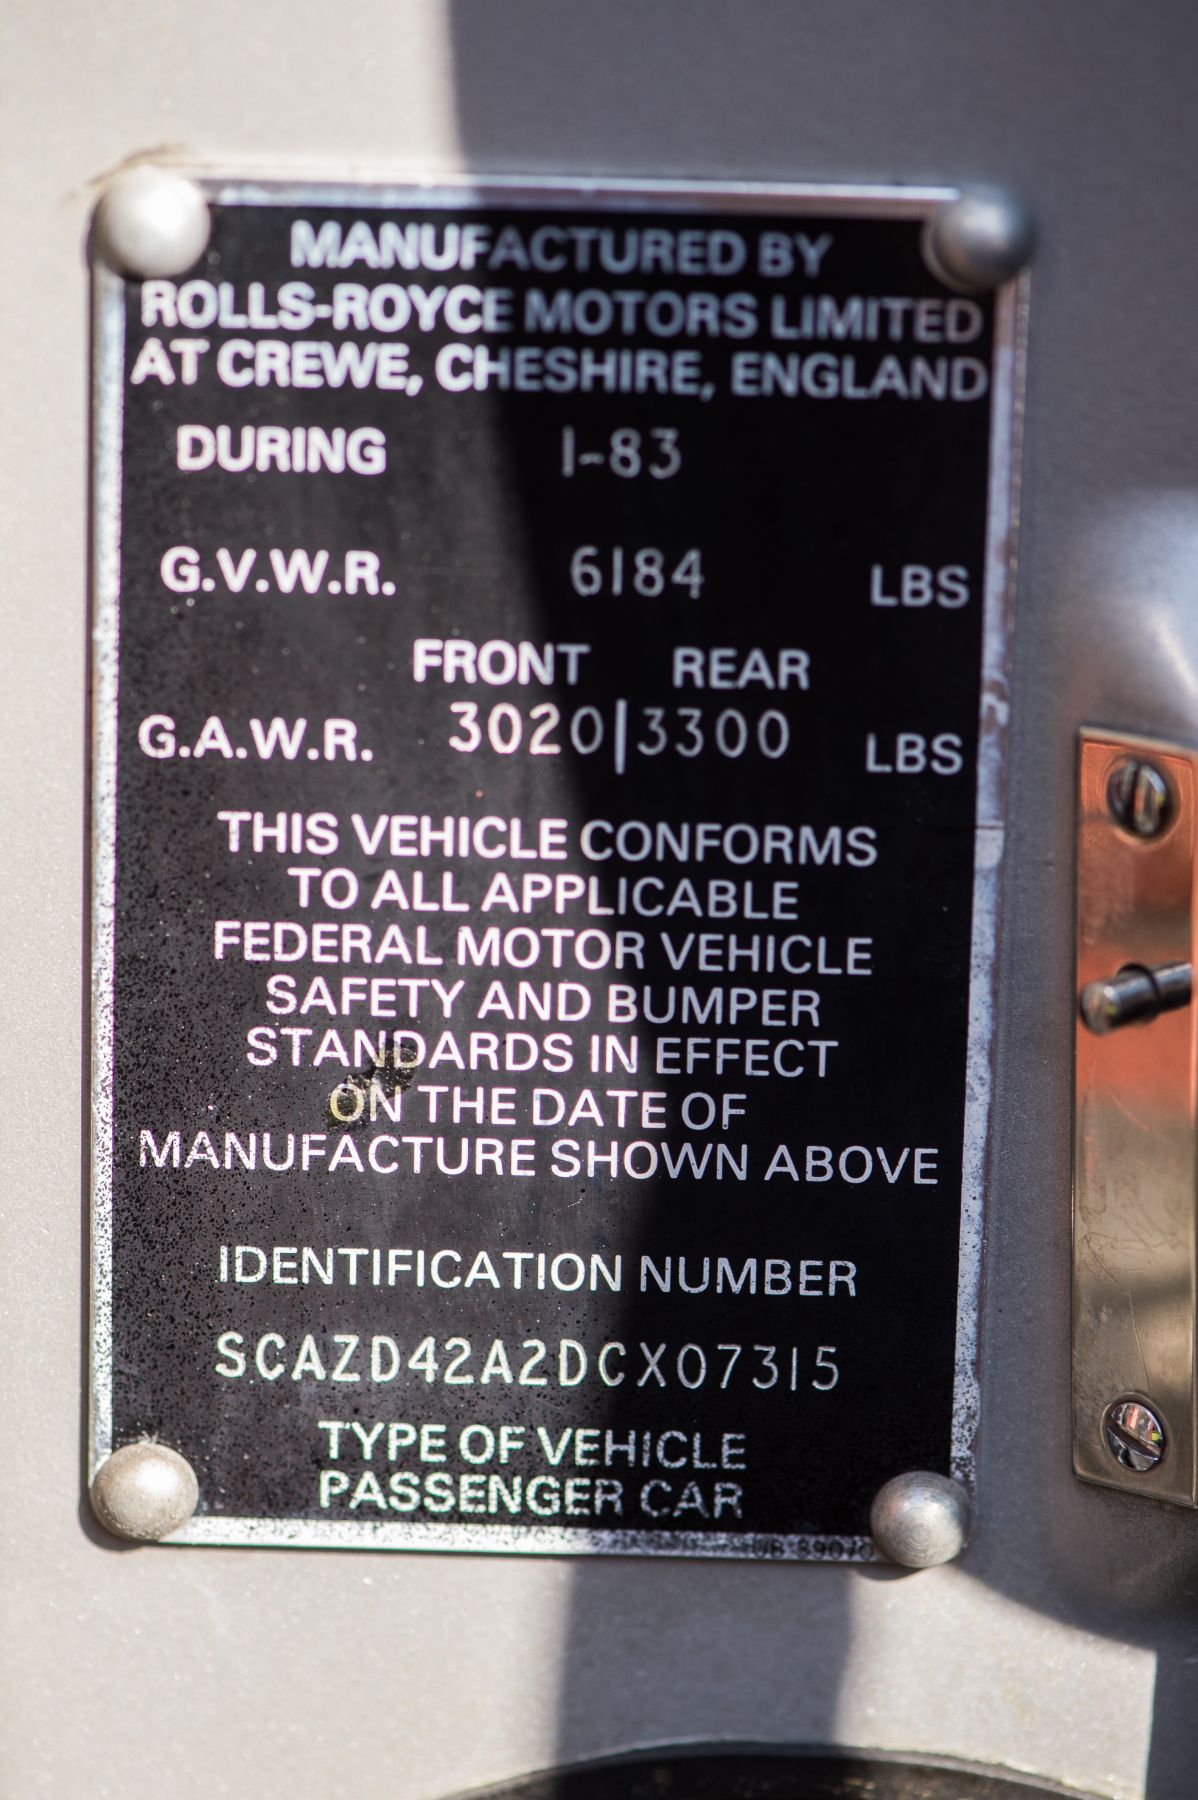 MANUFACTURED BY
ROLLS-ROYCE MOTORS LIMITED
AT CREWE, CHESHIRE, ENGLAND
DURING 1-83
G.V.W.R. 6184 LBS
FRONT REAR
G.A.W.R. 3020|3300 LBS
THIS VEHICLE CONFORMS
TO ALL APPLICABLE
FEDERAL MOTOR VEHICLE
SAFETY AND BUMPER
STANDARDS IN EFFECT
ON THE DATE OF
MANUFACTURE SHOWN ABOVE
IDENTIFICATION NUMBER
SCAZD42A2DCX07315
TYPE OF VEHICLE
PASSENGER CAR